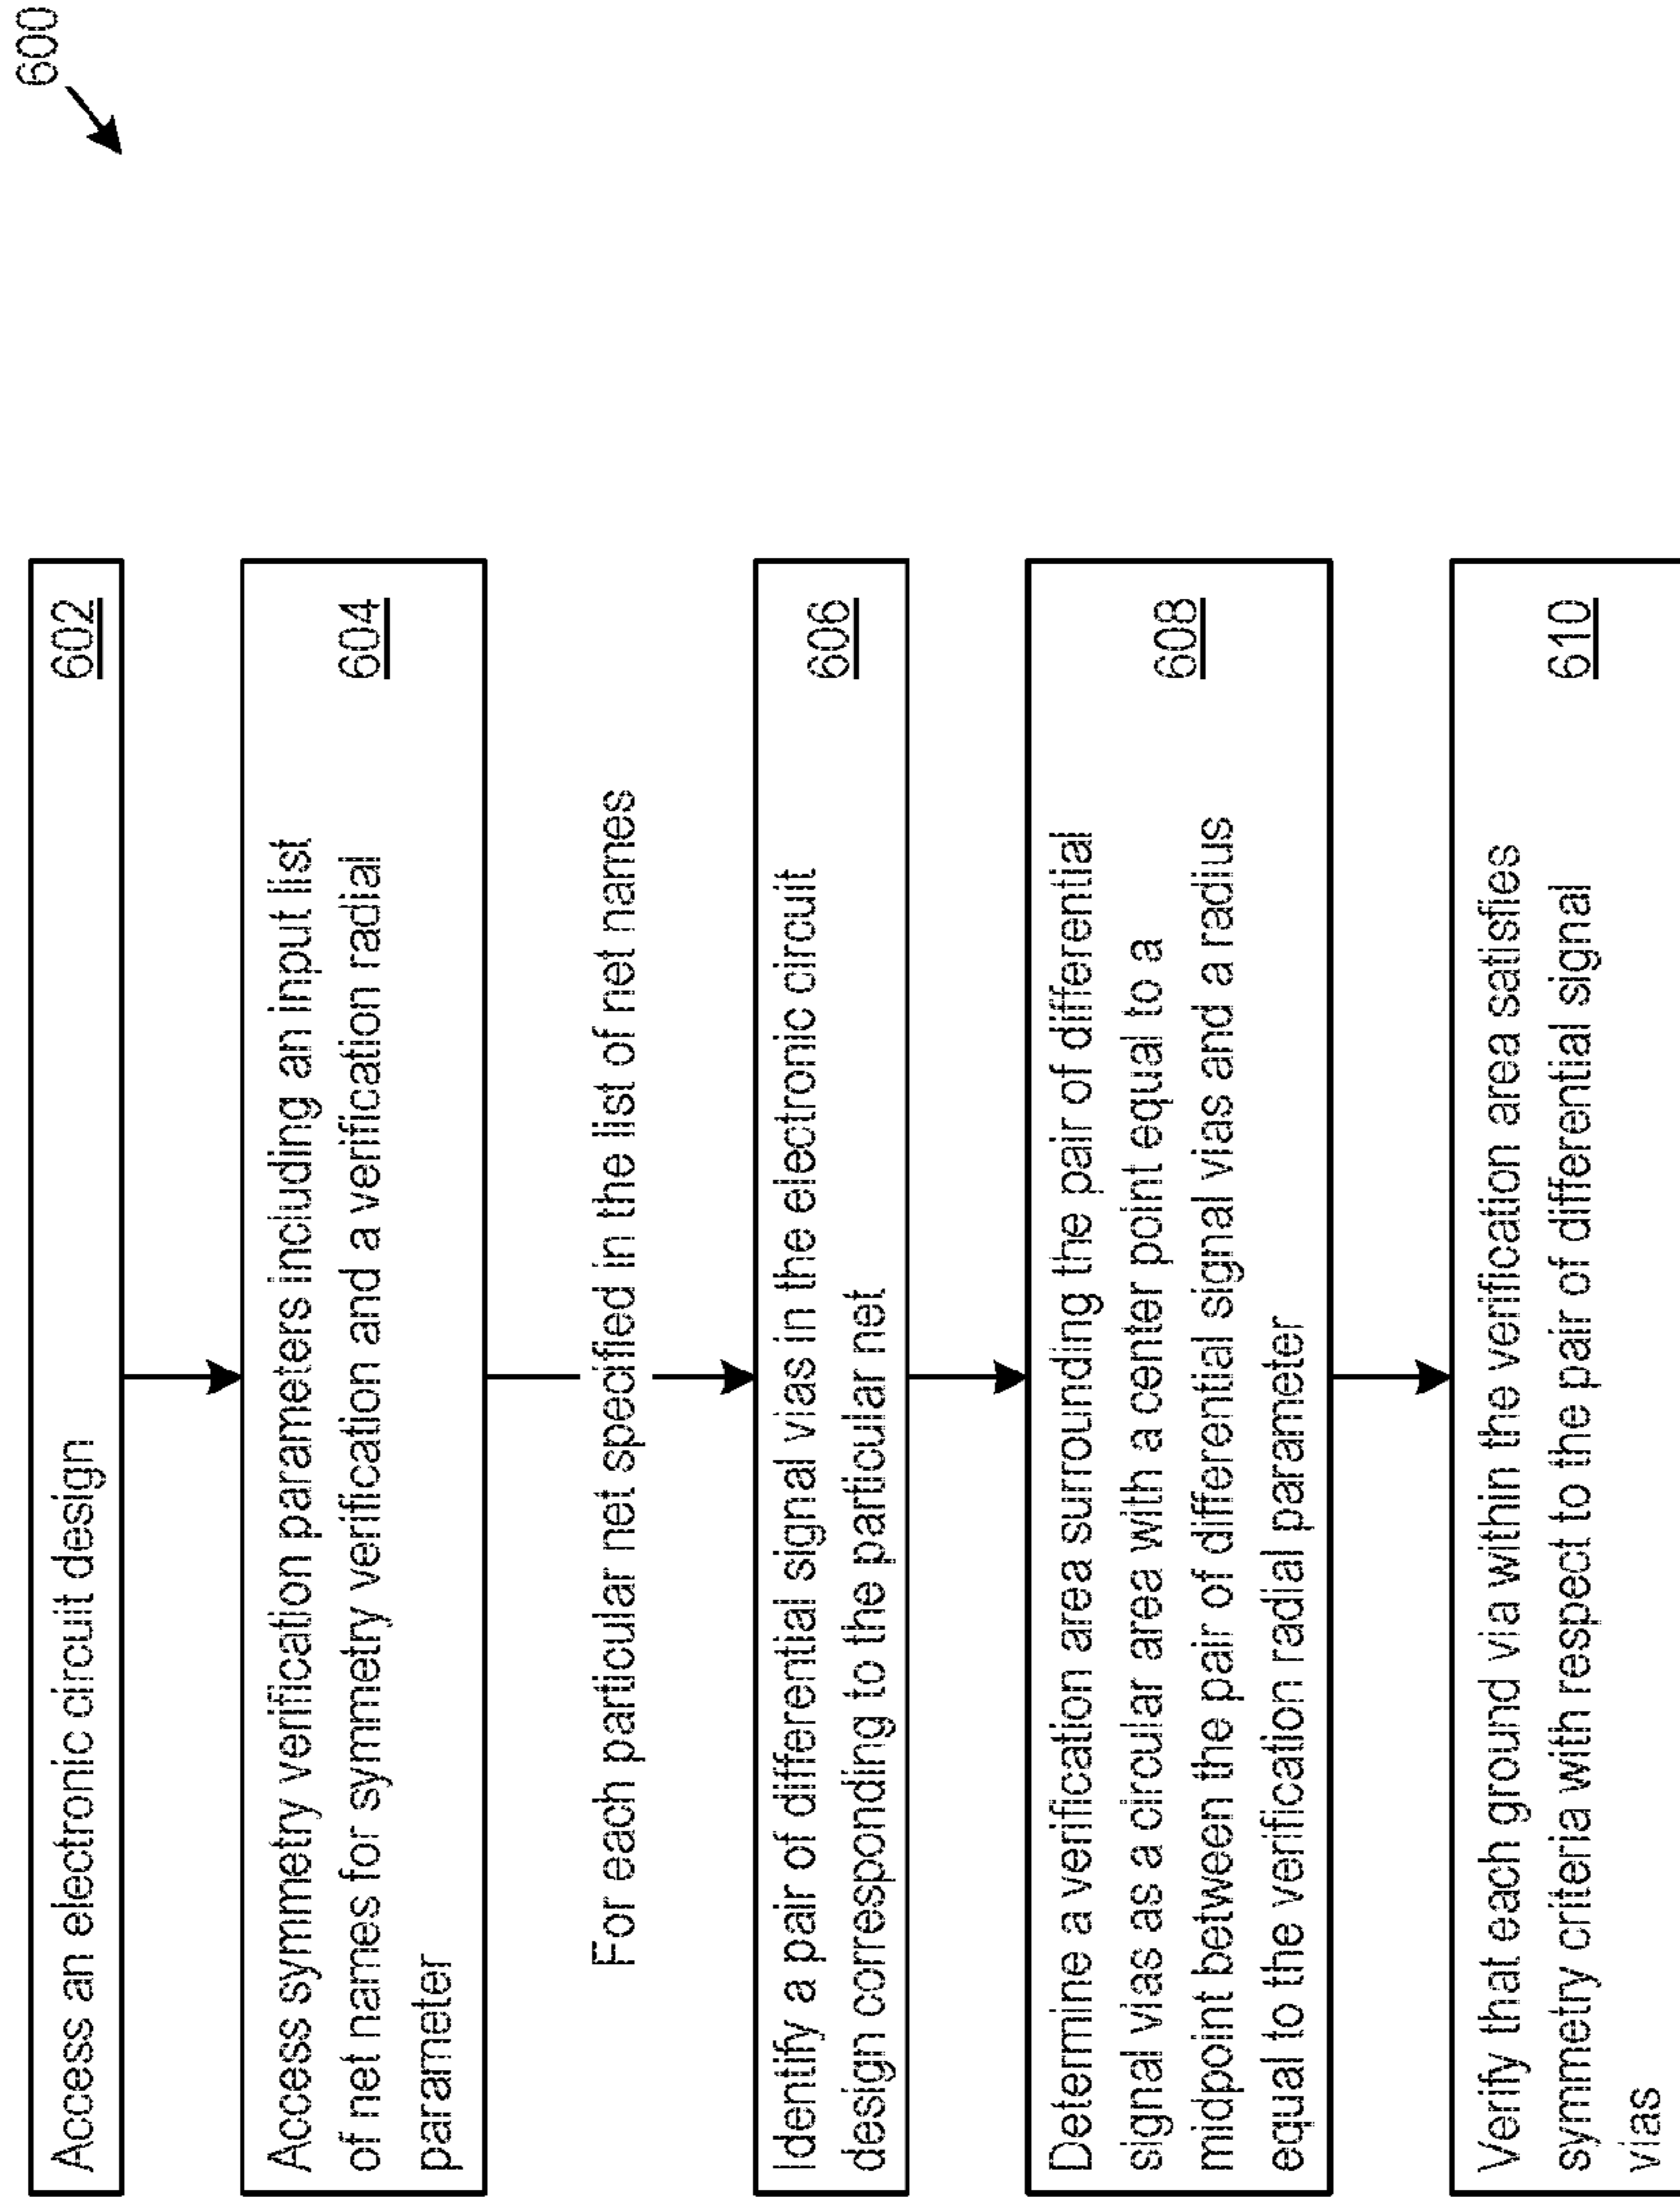 600
Access an electronic circuit design
602
Access symmetry verification parameters including an input list
of net names for symmetry verification and a verification radial
parameter
604
For each particular net specified in the list of net names
Identify a pair of differential signal vias in the electronic circuit
design corresponding to the particular net
606
Determine a verification area surrounding the pair of differential
signal vias as a circular area with a center point equal to a
midpoint between the pair of differential signal vias and a radius
equal to the verification radial parameter
608
Verify that each ground via within the verification area satisfies
symmetry criteria with respect to the pair of differential signal
vias
610